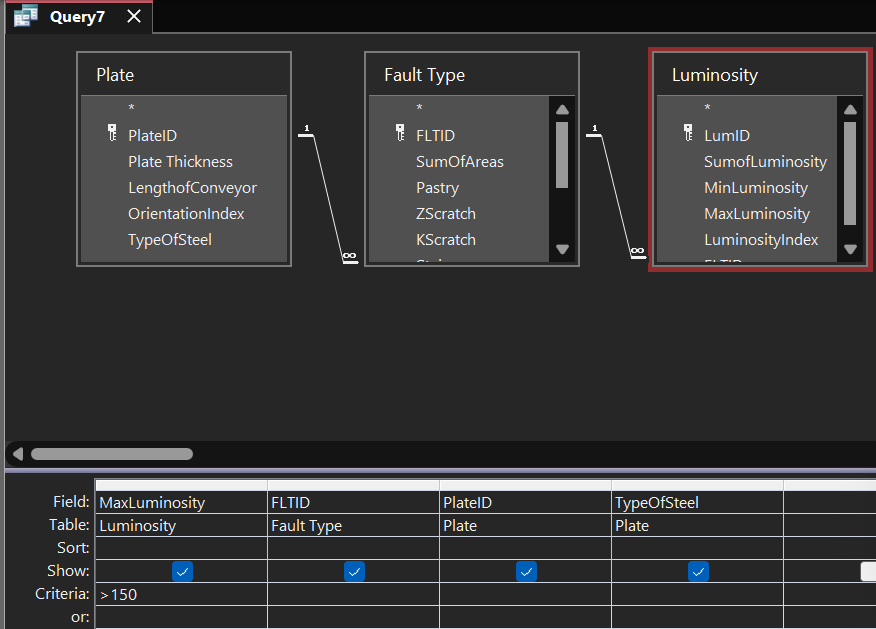 Query7
Plate
*
PlateID
Plate Thickness
LengthofConveyor
OrientationIndex
TypeOfSteel
1
∞
Fault Type
*
FLTID
SumOfAreas
Pastry
ZScratch
KScratch
1
∞
Luminosity
*
LumID
SumofLuminosity
MinLuminosity
MaxLuminosity
LuminosityIndex
FLTID
Field: MaxLuminosity FLTID PlateID TypeOfSteel
Table: Luminosity Fault Type Plate Plate
Sort:
Show:
Criteria: >150
or: